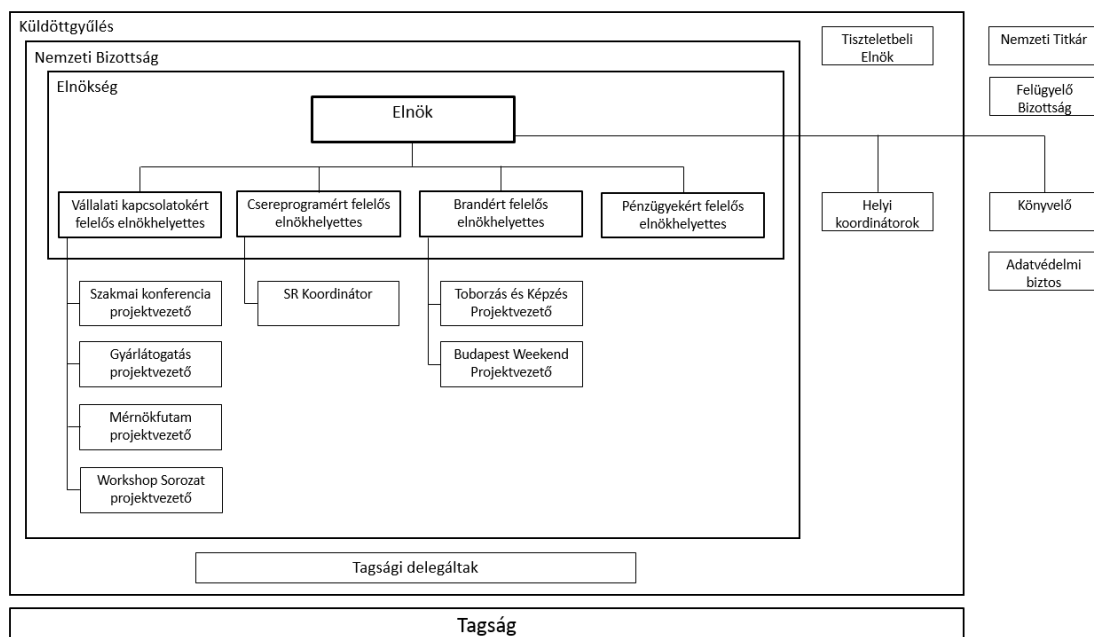 Küldöttgyűlés
Nemzeti Bizottság
Elnökség
Elnök
Tiszteletbeli
Elnök
Nemzeti Titkár
Felügyelő
Bizottság
Vállalati kapcsolatokért
felelős elnökhelyettes
Csereprogramért felelős
elnökhelyettes
Brandért felelős
elnökhelyettes
Pénzügyekért felelős
elnökhelyettes
Helyi
koordinátorok
Könyvelő
Adatvédelmi
biztos
Szakmai konferencia
projektvezető
SR Koordinátor
Toborzás és Képzés
Projektvezető
Gyárlátogatás
projektvezető
Budapest Weekend
Projektvezető
Mérnökfutam
projektvezető
Workshop Sorozat
projektvezető
Tagsági delegáltak
Tagság